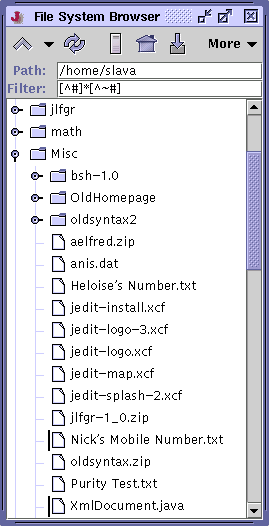 File System Browser
More
Path: /home/slava
Filter: [^#]*[^~#]
jlfgr
math
Misc
bsh-1.0
OldHomepage
oldsyntax2
aelfred.zip
anis.dat
Heloise's Number.txt
jedit-install.xcf
jedit-logo-3.xcf
jedit-logo.xcf
jedit-map.xcf
jedit-splash-2.xcf
jlfgr-1_0.zip
Nick's Mobile Number.txt
oldsyntax.zip
Purity Test.txt
XmlDocument.java